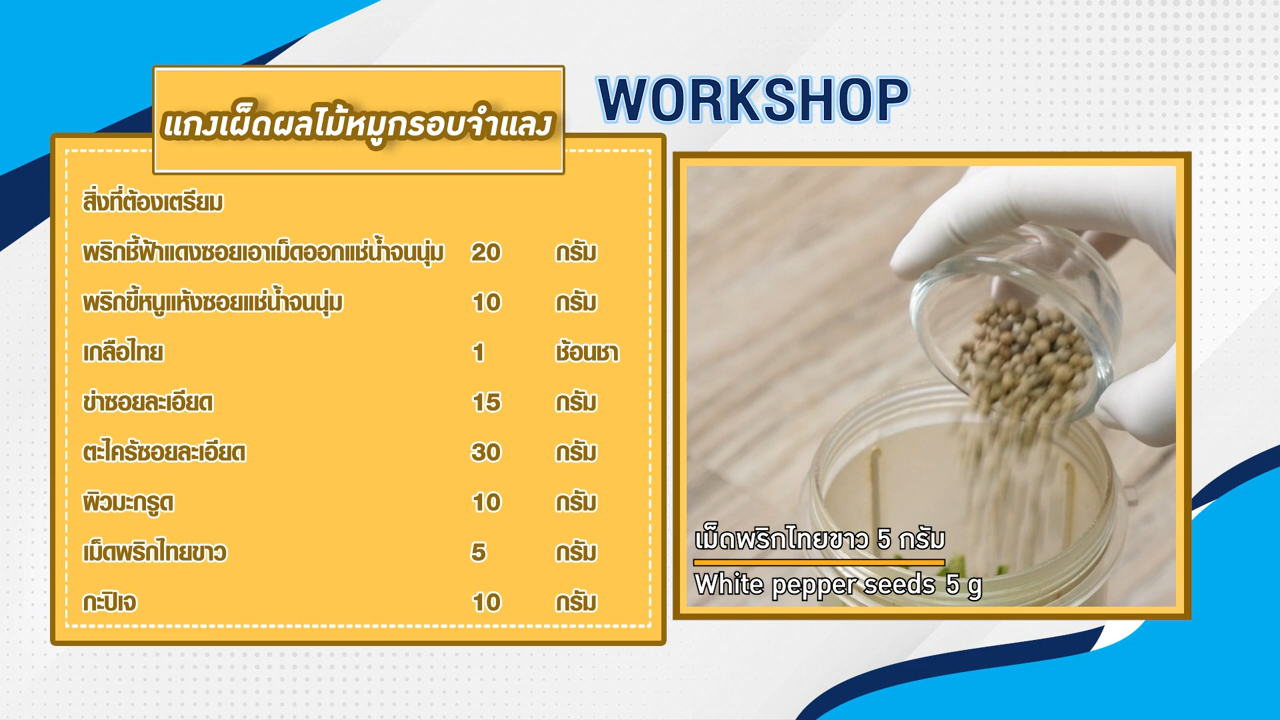 แกงเผ็ดผลไม้หมูกรอบจำแลง
WORKSHOP
สิ่งที่ต้องเตรียม
พริกชี้ฟ้าแดงซอยเอาเม็ดออกแช่น้ำจนนุ่ม 20 กรัม
พริกขี้หนูแห้งซอยแช่น้ำจนนุ่ม 10 กรัม
เกลือไทย 1 ช้อนชา
ข่าซอยละเอียด 15 กรัม
ตะไคร้ซอยละเอียด 30 กรัม
ผิวมะกรูด 10 กรัม
เม็ดพริกไทยขาว 5 กรัม
กะปิเจ 10 กรัม
เม็ดพริกไทยขาว 5 กรัม
White pepper seeds 5 g